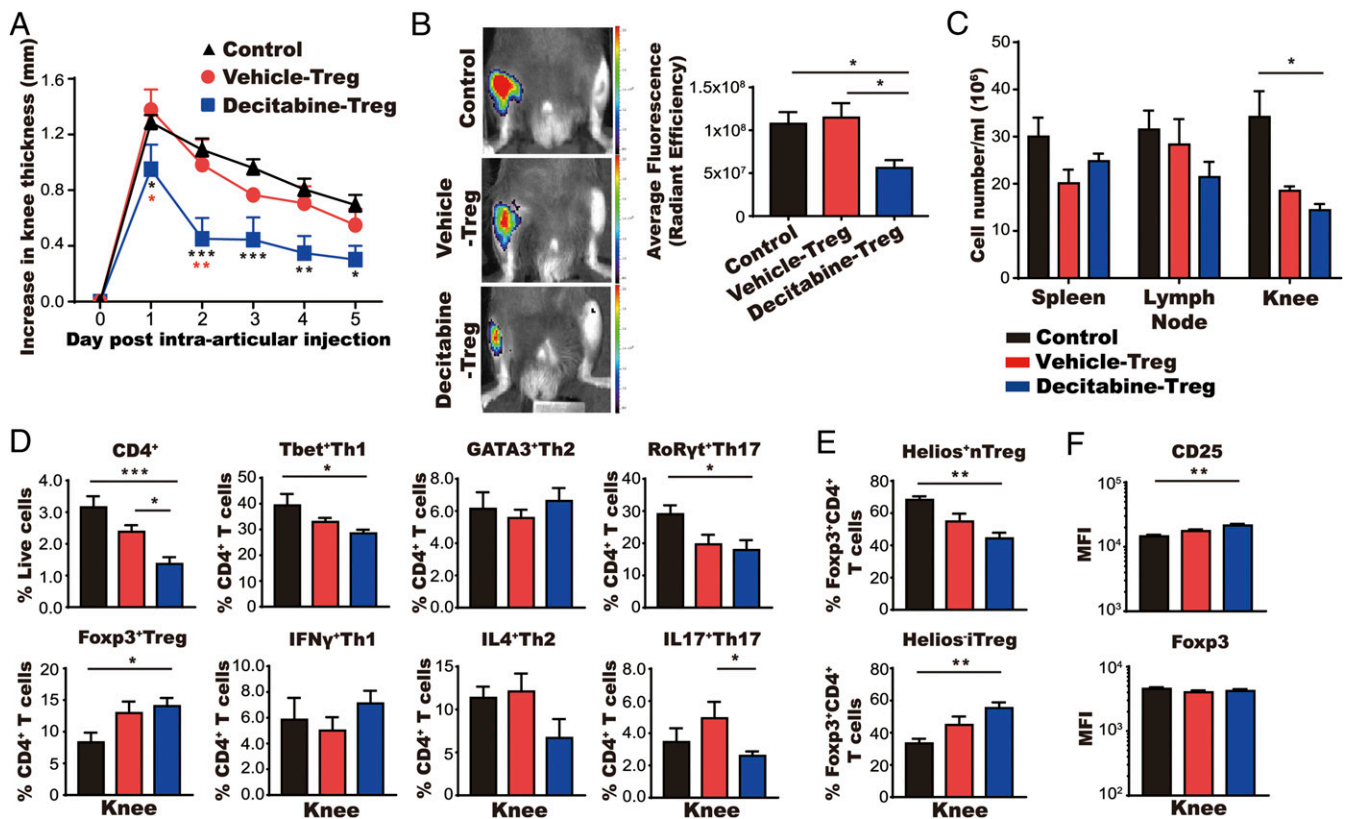 A
Control
Vehicle-Treg
Decitabine-Treg
Increase in knee thickness (mm)
1.6
1.2
0.8
0.4
0.0
*
*
***
**
***
**
*
0 1 2 3 4 5
Day post intra-articular injection
B
Control
Vehicle
-Treg
Decitabine
-Treg
Average Fluorescence
(Radiant Efficiency)
1.5x10⁸
1x10⁸
5x10⁷
0
*
*
Control
Vehicle-Treg
Decitabine-Treg
C
Cell number/ml (10⁶)
50
40
30
20
10
0
*
Spleen Lymph Knee
Node
Control
Vehicle-Treg
Decitabine-Treg
D
CD4⁺
% Live cells
4.0
3.0
2.0
1.0
0.0
***
*
Tbet⁺Th1
% CD4⁺ T cells
50
40
30
20
10
0
*
GATA3⁺Th2
% CD4⁺ T cells
10.0
8.0
6.0
4.0
2.0
0.0
RoRγt⁺Th17
% CD4⁺ T cells
40
30
20
10
0
*
Foxp3⁺Treg
% CD4⁺ T cells
20
15
10
5
0
*
Knee
IFNγ⁺Th1
% CD4⁺ T cells
10.0
8.0
6.0
4.0
2.0
0.0
Knee
IL4⁺Th2
% CD4⁺ T cells
15
10
5
0
Knee
IL17⁺Th17
% CD4⁺ T cells
8.0
6.0
4.0
2.0
0.0
*
Knee
E
Helios⁺nTreg
% Foxp3⁺CD4⁺
T cells
80
60
40
20
0
**
Helios⁻iTreg
% Foxp3⁺CD4⁺
T cells
80
60
40
20
0
**
Knee
F
CD25
MFI
10⁵
10⁴
10³
**
Foxp3
MFI
10⁴
10³
10²
Knee